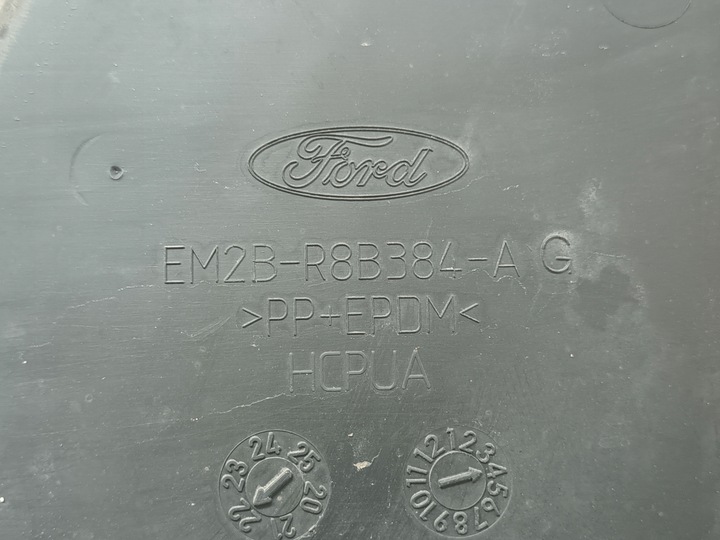 Ford
EM2B-R8B384-A G
>PP+EPDM<
HCPUA
20 21 22 23 24 25
1 2 3 4 5 6 7 8 9 10 11 12